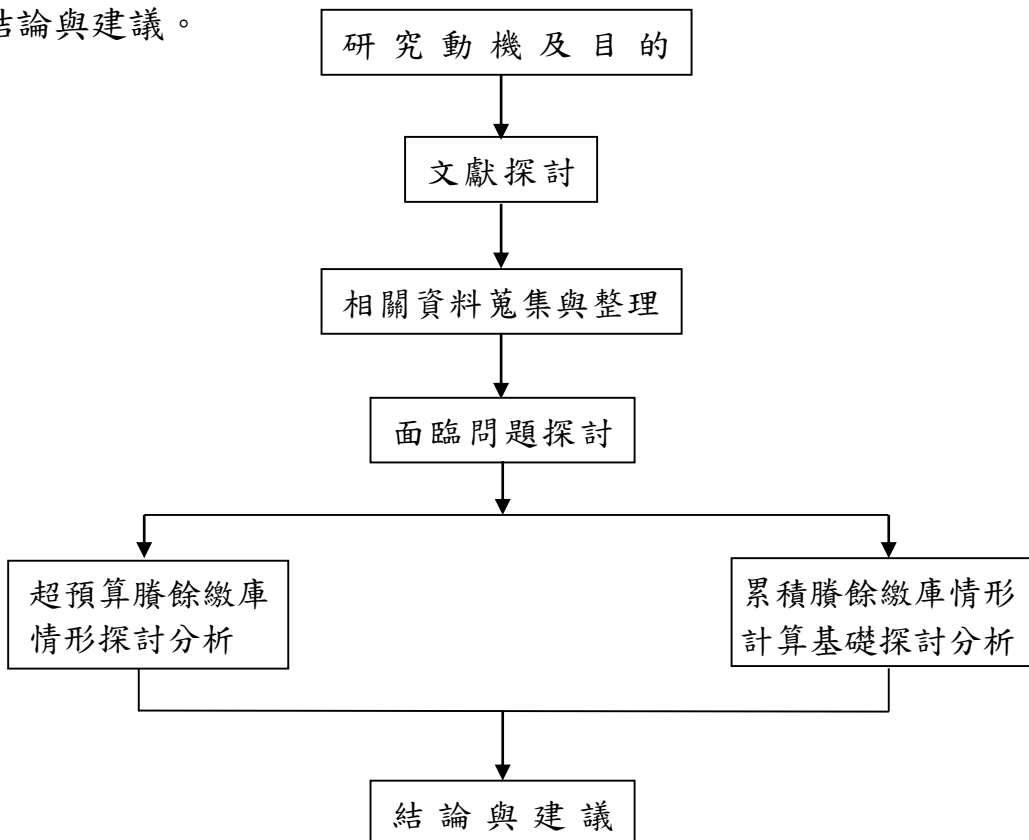 結論與建議。
研究動機及目的
文獻探討
相關資料蒐集與整理
面臨問題探討
超預算賸餘繳庫
情形探討分析
累積賸餘繳庫情形
計算基礎探討分析
結論與建議